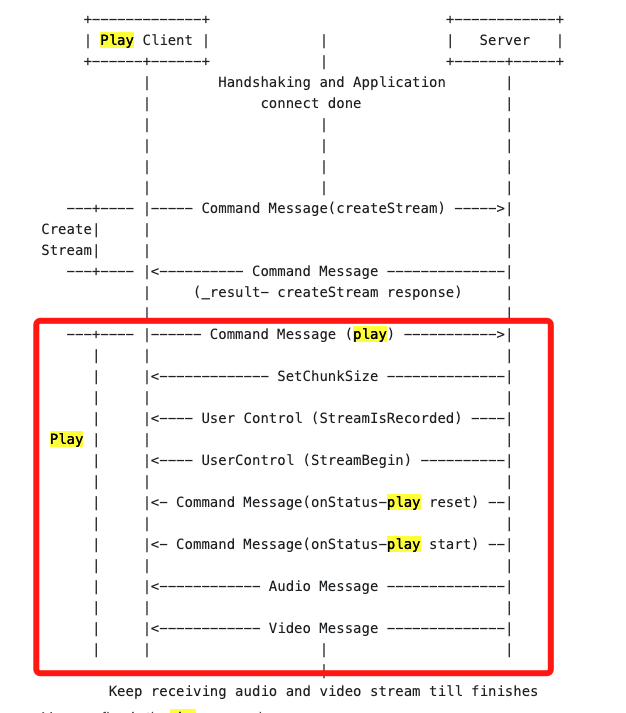 +-------------+                            +------------+
| Play Client |             |              |   Server   |
+------+------+             |              +------+-----+
|        Handshaking and Application       |
|             connect done                 |
|                    |                     |
|                    |                     |
|                    |                     |
|                    |                     |
---+---- |----- Command Message(createStream) ----->|
Create|     |                                          |
Stream|     |                                          |
---+---- |<---------- Command Message --------------|
|     (_result- createStream response)     |
|                                          |
---+---- |------ Command Message (play) ----------->|
|     |                                          |
|     |<------------ SetChunkSize --------------|
|     |                                          |
|     |<---- User Control (StreamIsRecorded) ----|
Play |     |                                          |
|     |<---- UserControl (StreamBegin) ----------|
|     |                                          |
|     |<- Command Message(onStatus-play reset) --|
|     |                                          |
|     |<- Command Message(onStatus-play start) --|
|     |                                          |
|     |<------------ Audio Message --------------|
|     |                                          |
|     |<------------ Video Message --------------|
|     |                    |                     |
|
Keep receiving audio and video stream till finishes